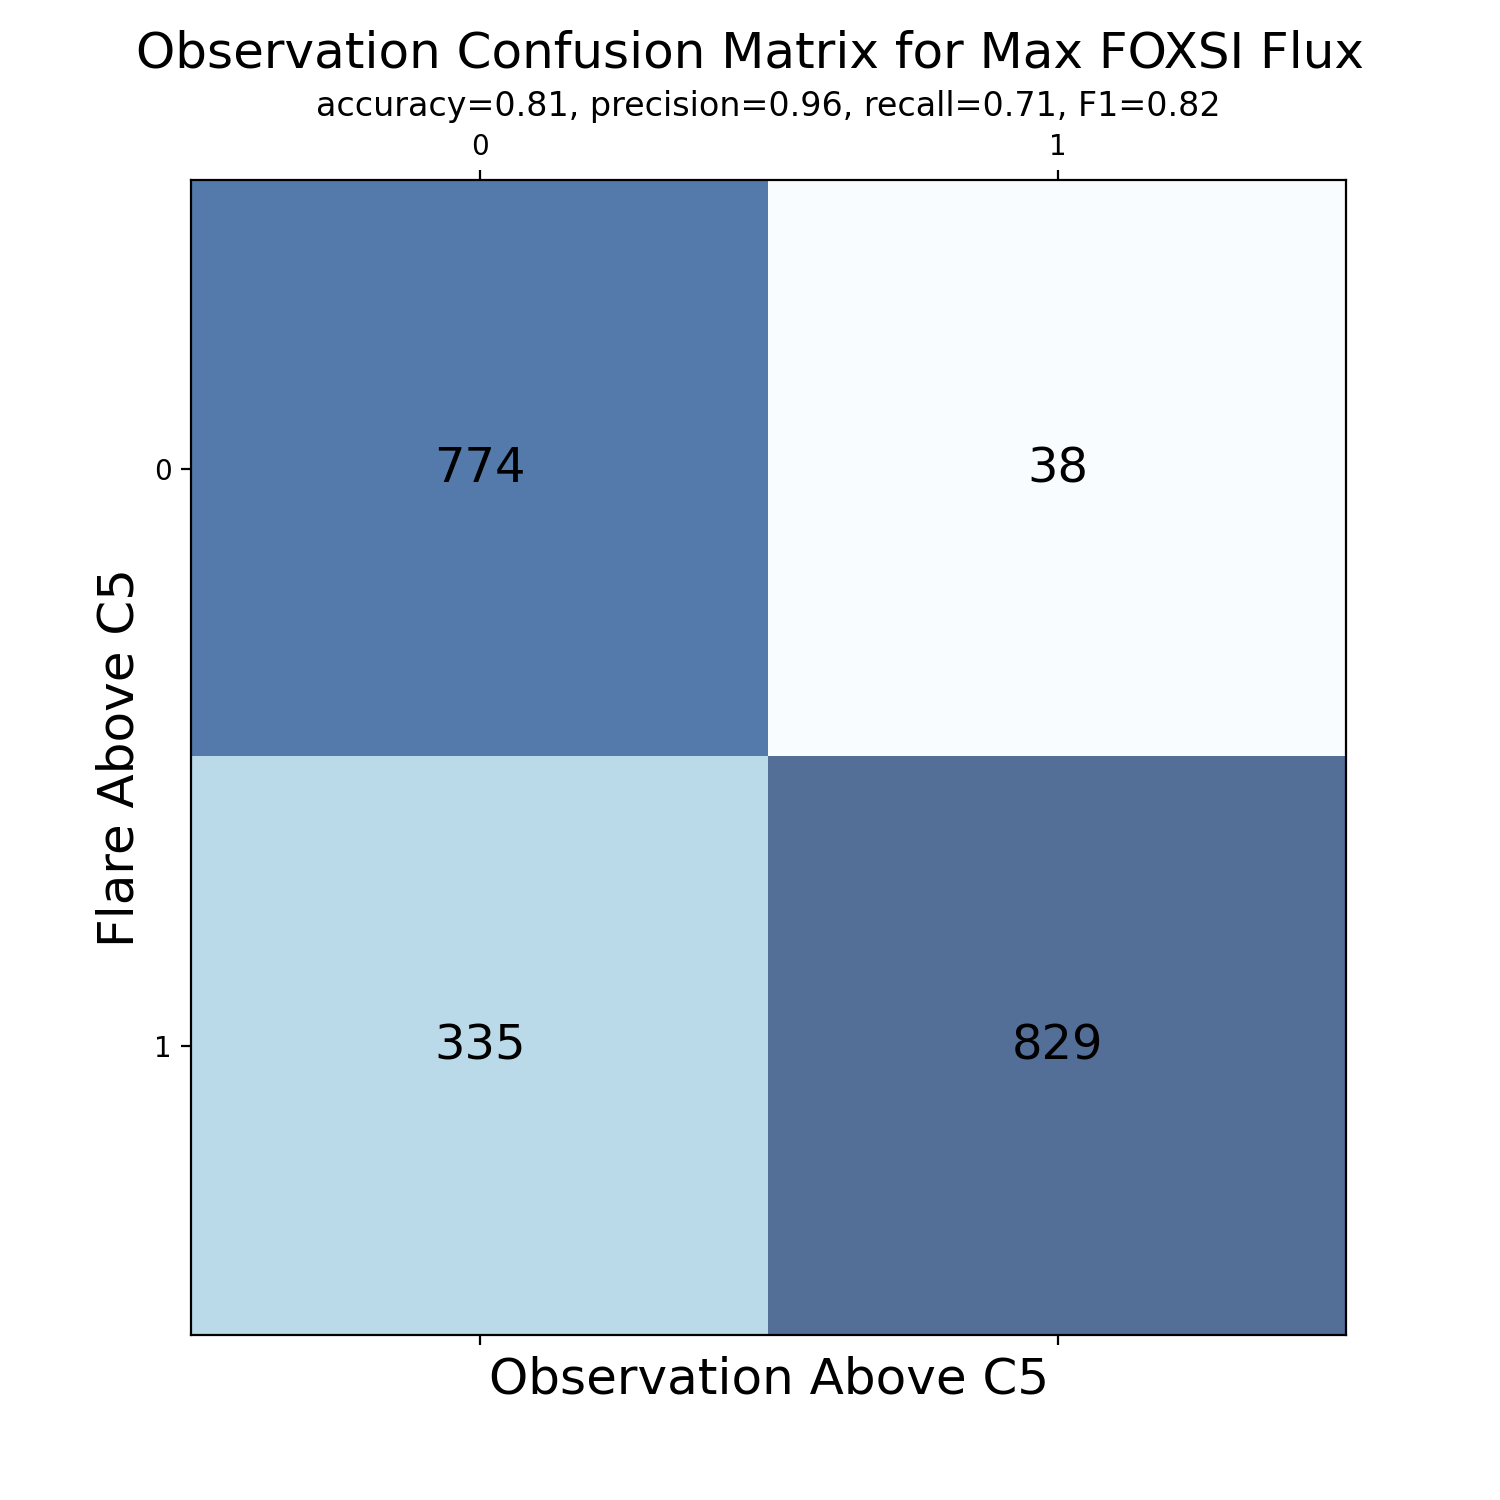 Observation Confusion Matrix for Max FOXSI Flux
accuracy=0.81, precision=0.96, recall=0.71, F1=0.82
0 1
0
774 38
Flare Above C5
1
335 829
Observation Above C5